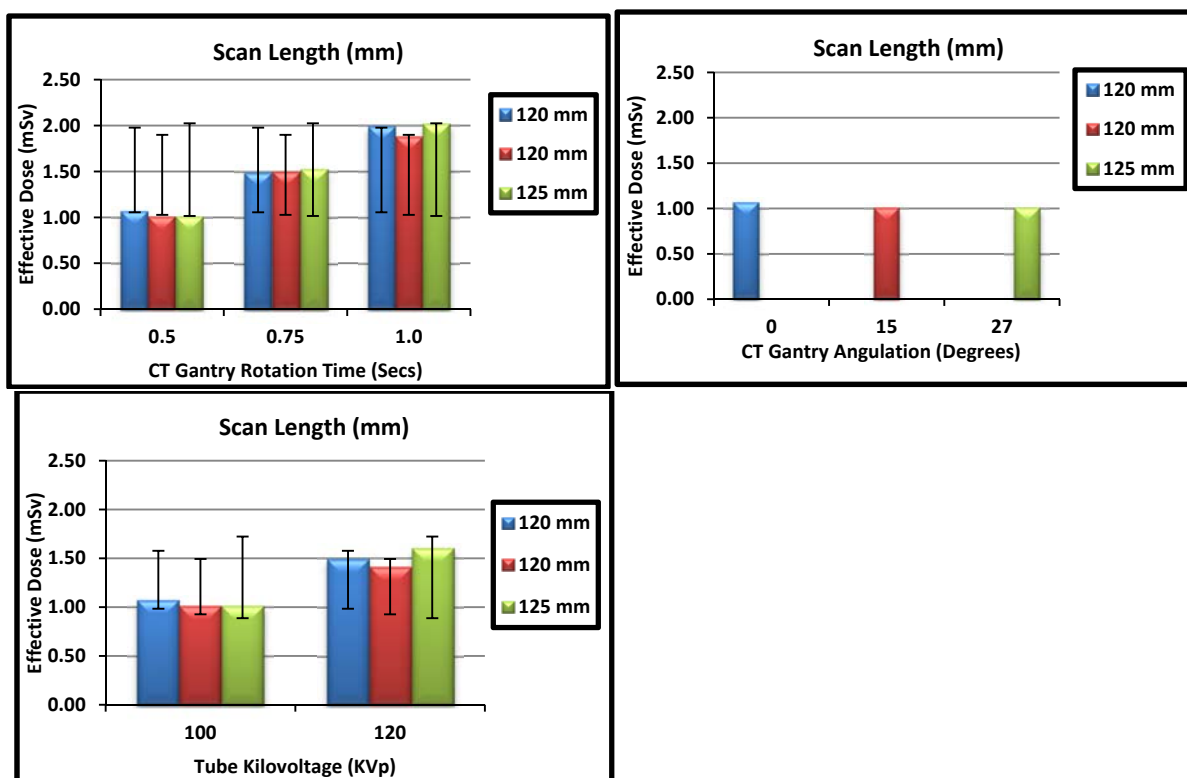 Scan Length (mm)
Effective Dose (mSv)
2.50
2.00
1.50
1.00
0.50
0.00
0.5 0.75 1.0
CT Gantry Rotation Time (Secs)
120 mm
120 mm
125 mm
Scan Length (mm)
Effective Dose (mSv)
2.50
2.00
1.50
1.00
0.50
0.00
0 15 27
CT Gantry Angulation (Degrees)
120 mm
120 mm
125 mm
Scan Length (mm)
Effective Dose (mSv)
2.50
2.00
1.50
1.00
0.50
0.00
100 120
Tube Kilovoltage (KVp)
120 mm
120 mm
125 mm